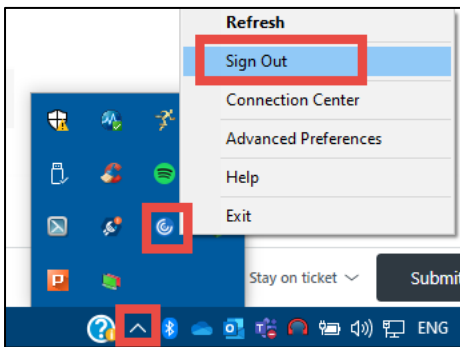 Refresh
Sign Out
Connection Center
Advanced Preferences
Help
Exit
Stay on ticket
Submi
ENG